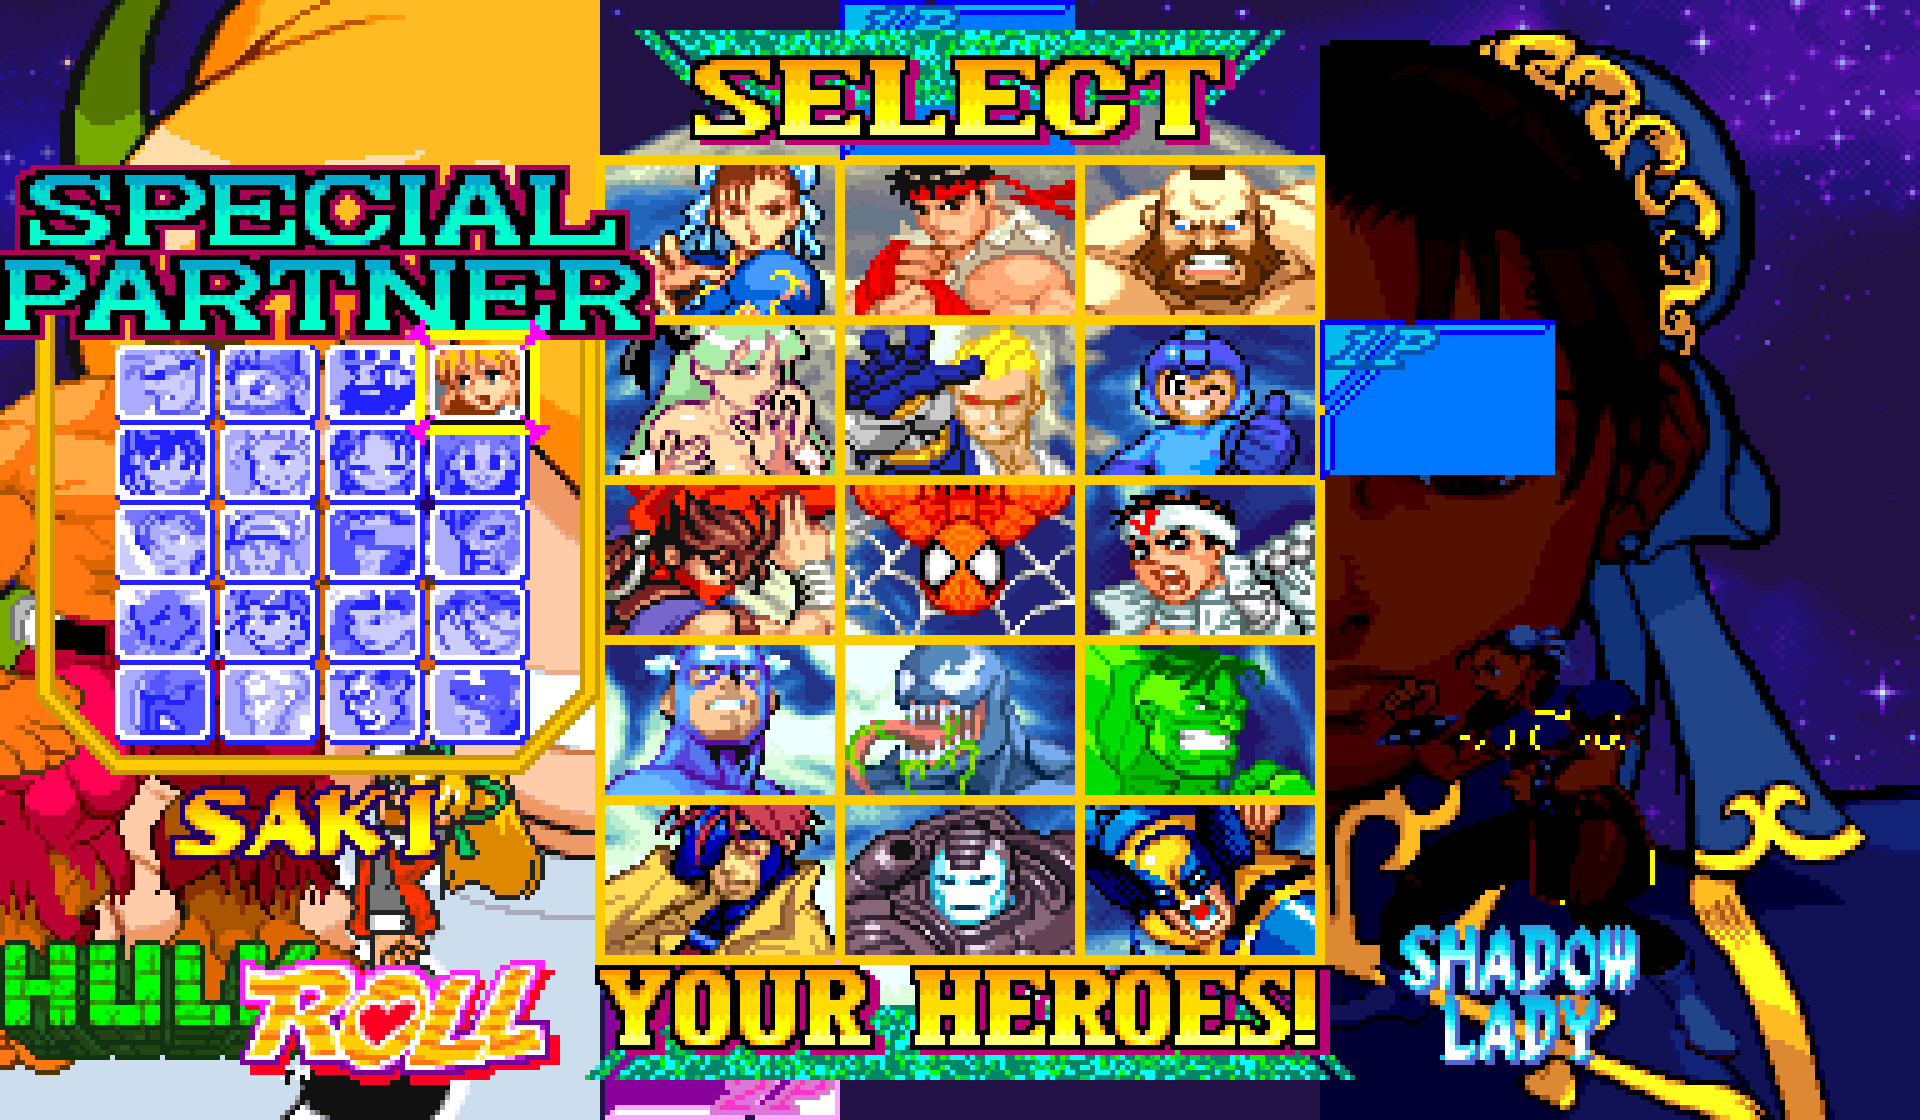 SELECT
SPECIAL
PARTNER
SAKI
HULK
ROLL
YOUR HEROES!
SHADOW
LADY